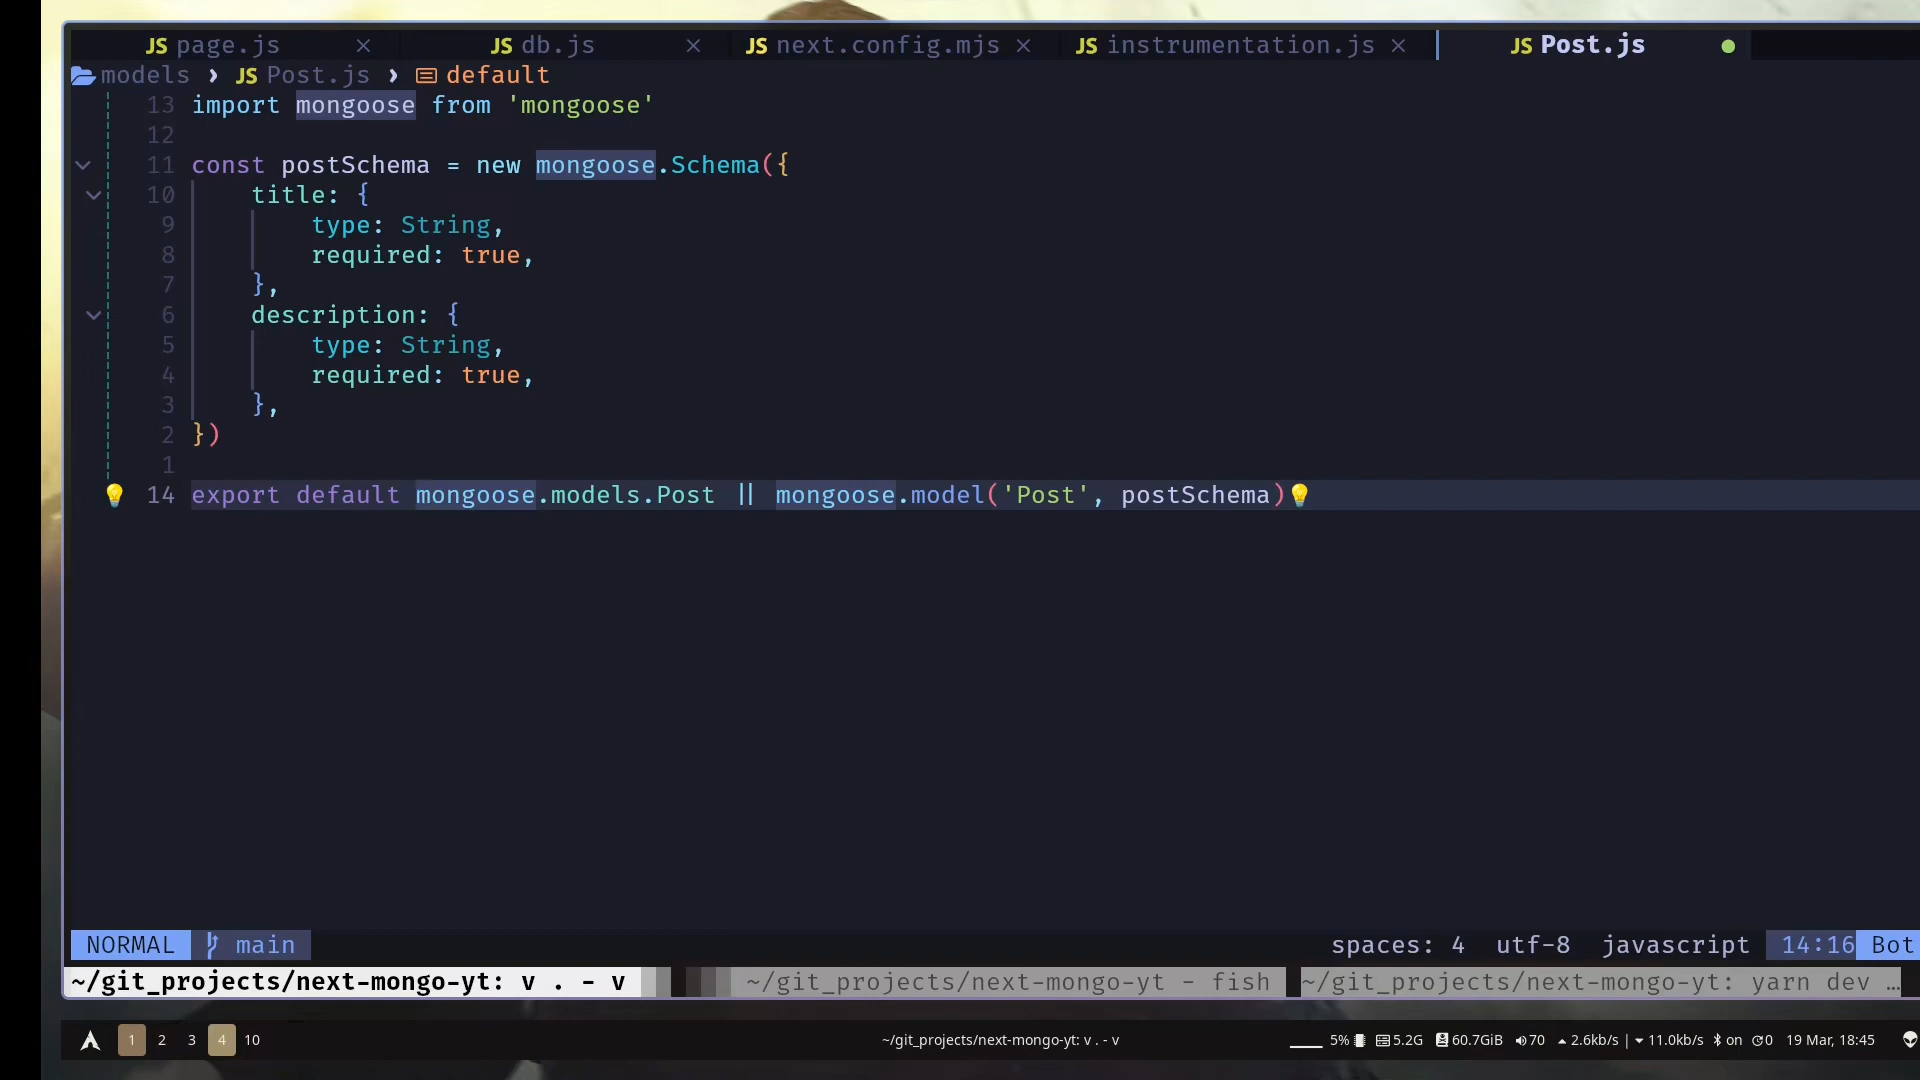 JS page.js × JS db.js × JS next.config.mjs × JS instrumentation.js × JS Post.js
models › JS Post.js › default
13 import mongoose from 'mongoose'
12
11 const postSchema = new mongoose.Schema({
10 title: {
9 type: String,
8 required: true,
7 },
6 description: {
5 type: String,
4 required: true,
3 },
2 })
1
14 export default mongoose.models.Post || mongoose.model('Post', postSchema)
NORMAL main spaces: 4 utf-8 javascript 14:16 Bot
~/git_projects/next-mongo-yt: v . - v ~/git_projects/next-mongo-yt - fish ~/git_projects/next-mongo-yt: yarn dev …
1 2 3 4 10 ~/git_projects/next-mongo-yt: v . - v 5% 5.2G 60.7GiB 70 2.6kb/s | 11.0kb/s on 0 19 Mar, 18:45